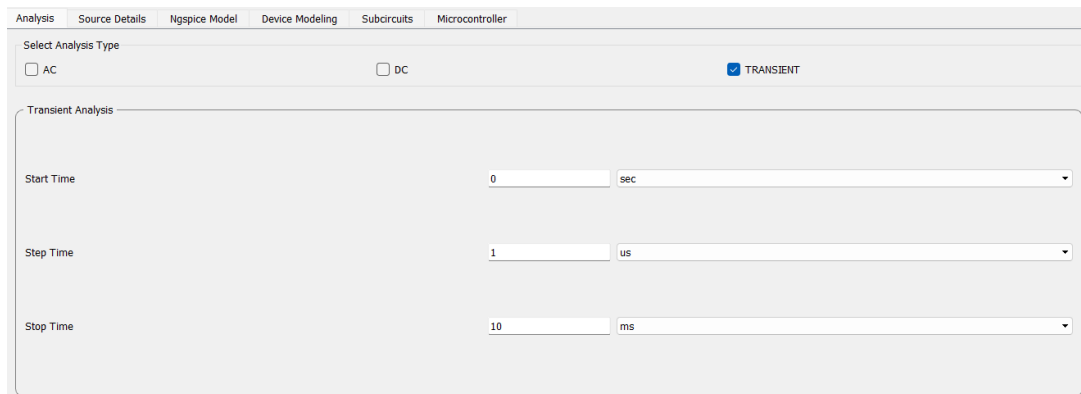 Analysis Source Details Ngspice Model Device Modeling Subcircuits Microcontroller
Select Analysis Type
AC DC TRANSIENT
Transient Analysis
Start Time 0 sec
Step Time 1 us
Stop Time 10 ms